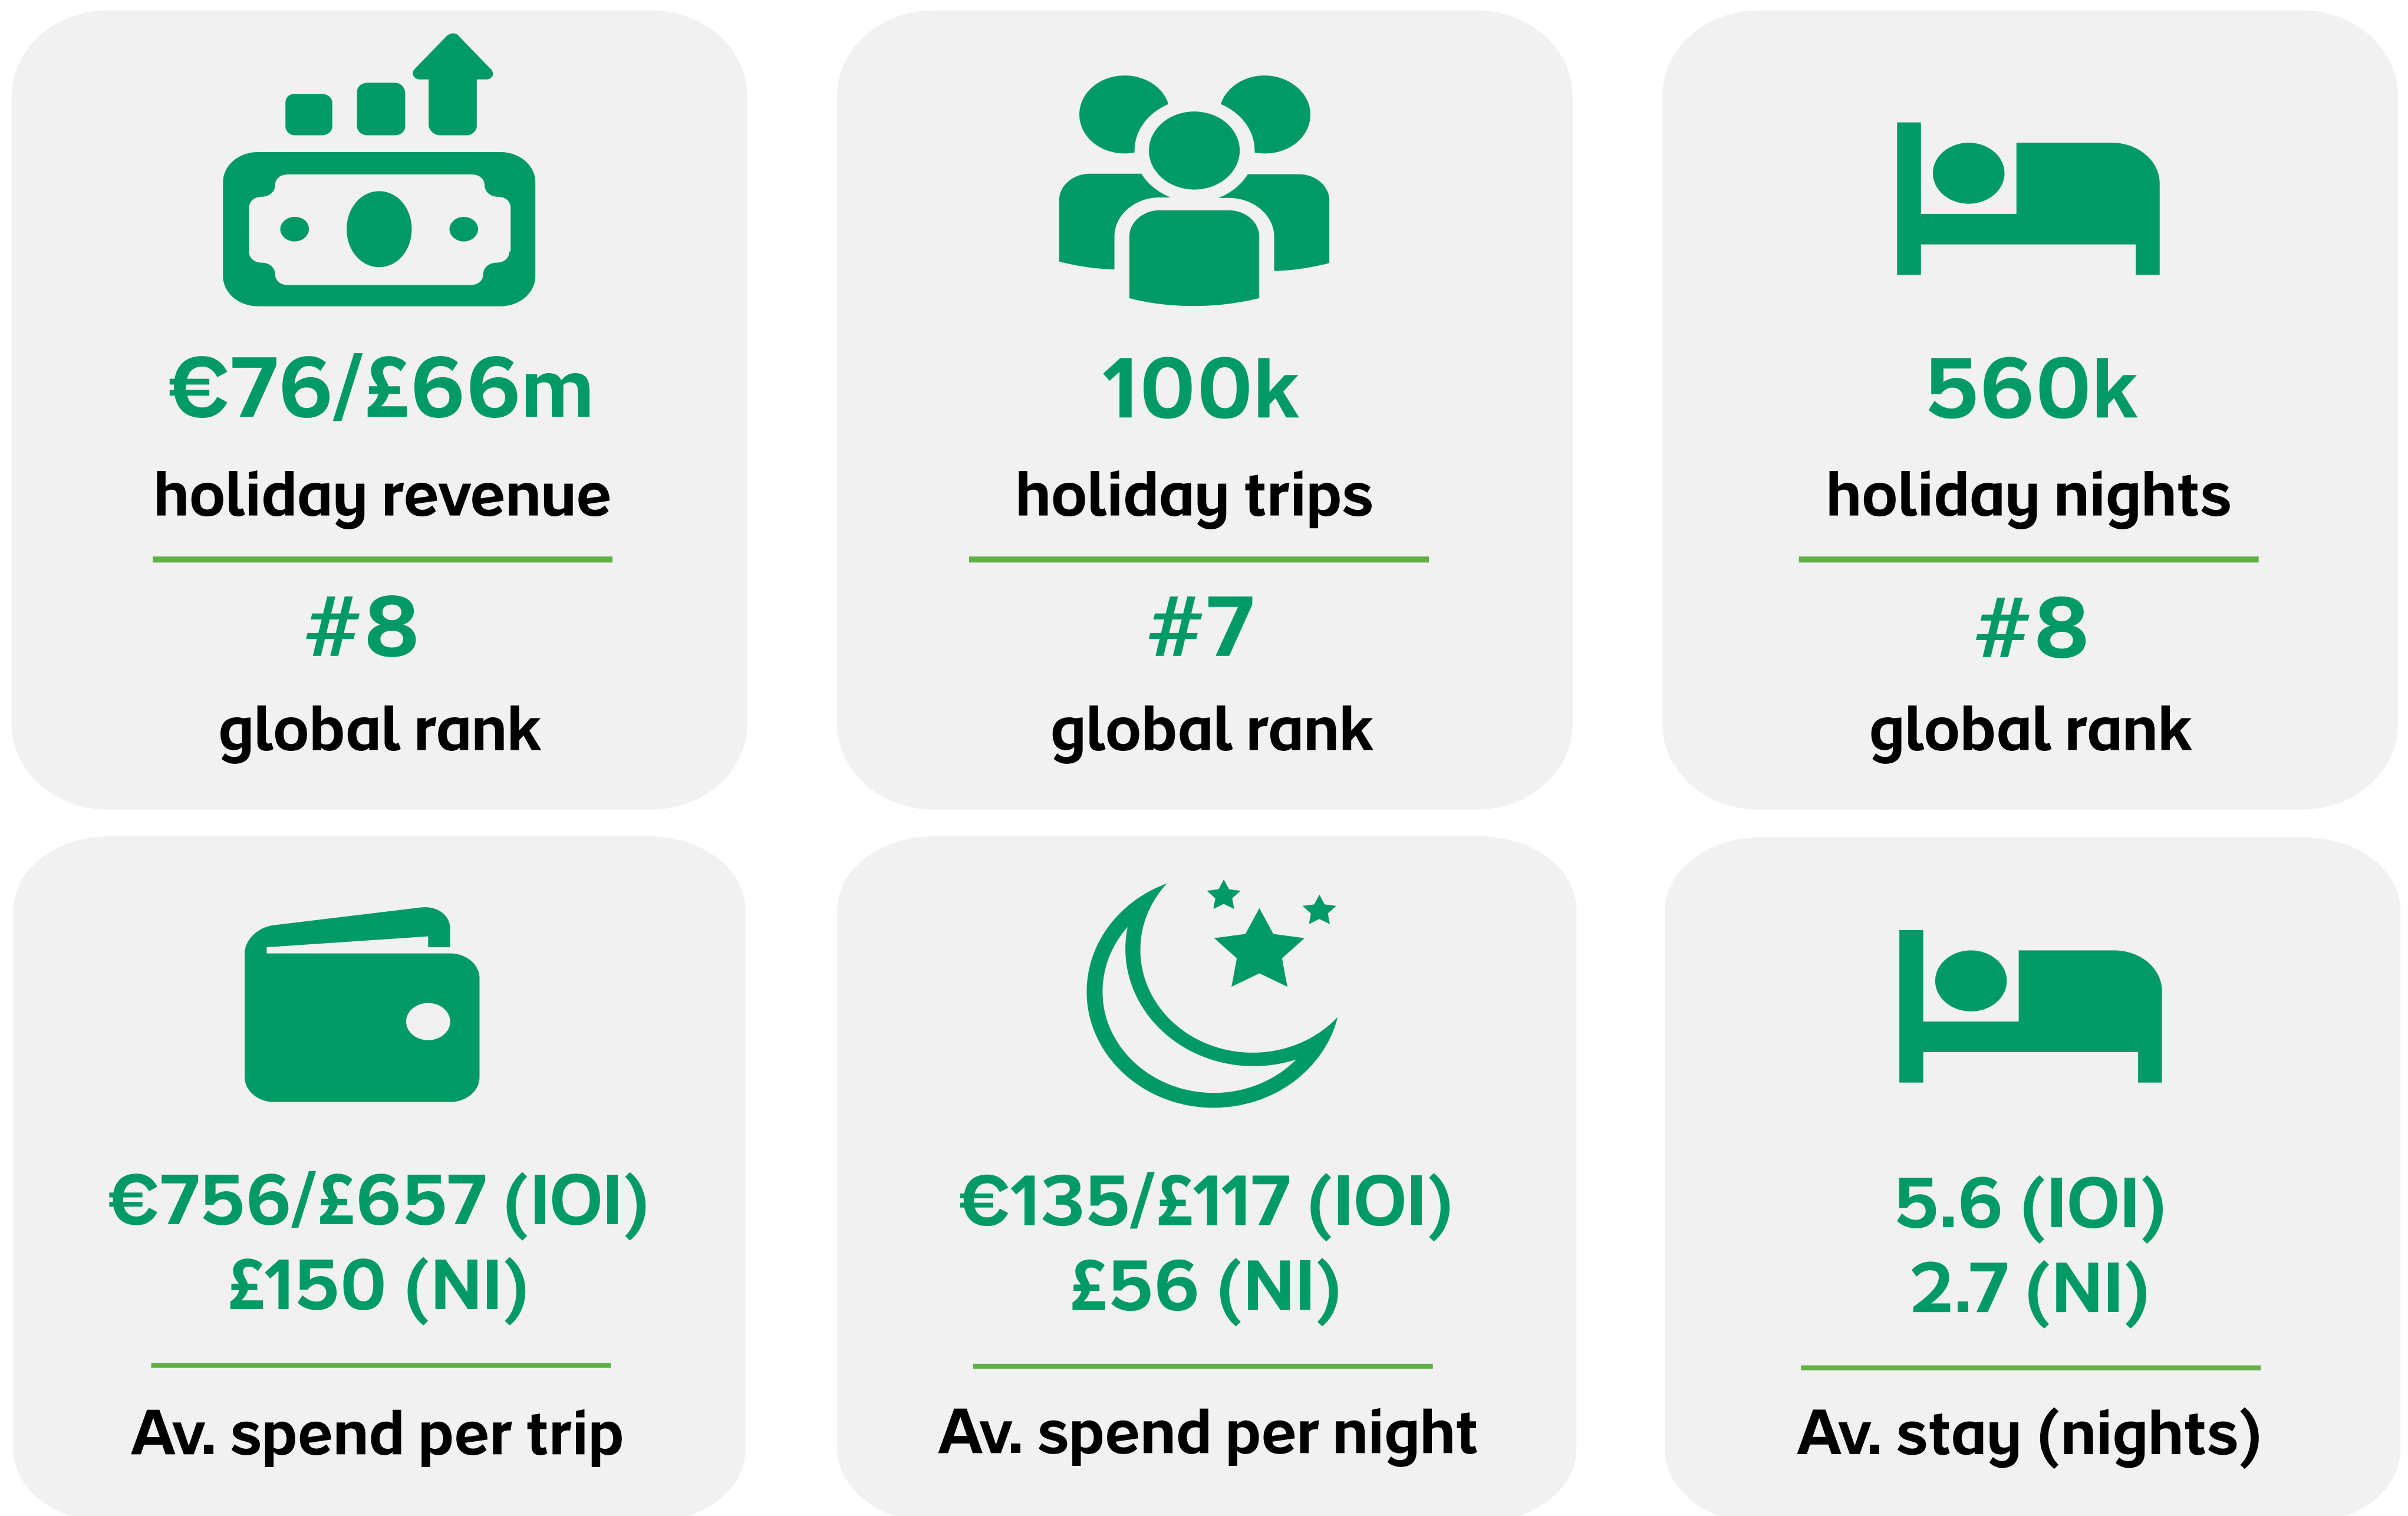 €76/£66m
holiday revenue
#8
global rank
100k
holiday trips
#7
global rank
560k
holiday nights
#8
global rank
€756/£657 (IOI)
£150 (NI)
Av. spend per trip
€135/£117 (IOI)
£56 (NI)
Av. spend per night
5.6 (IOI)
2.7 (NI)
Av. stay (nights)